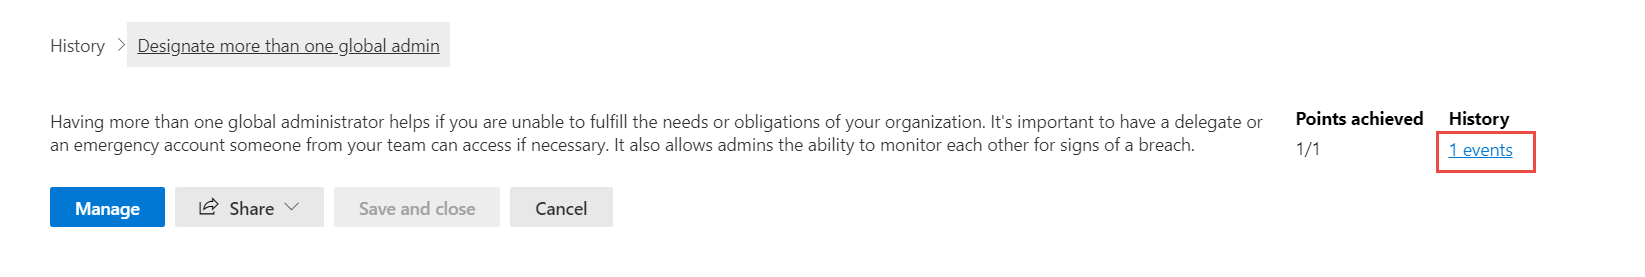 History > Designate more than one global admin
Having more than one global administrator helps if you are unable to fulfill the needs or obligations of your organization. It's important to have a delegate or
an emergency account someone from your team can access if necessary. It also allows admins the ability to monitor each other for signs of a breach.
Points achieved
1/1
History
1 events
Manage
Share
Save and close
Cancel